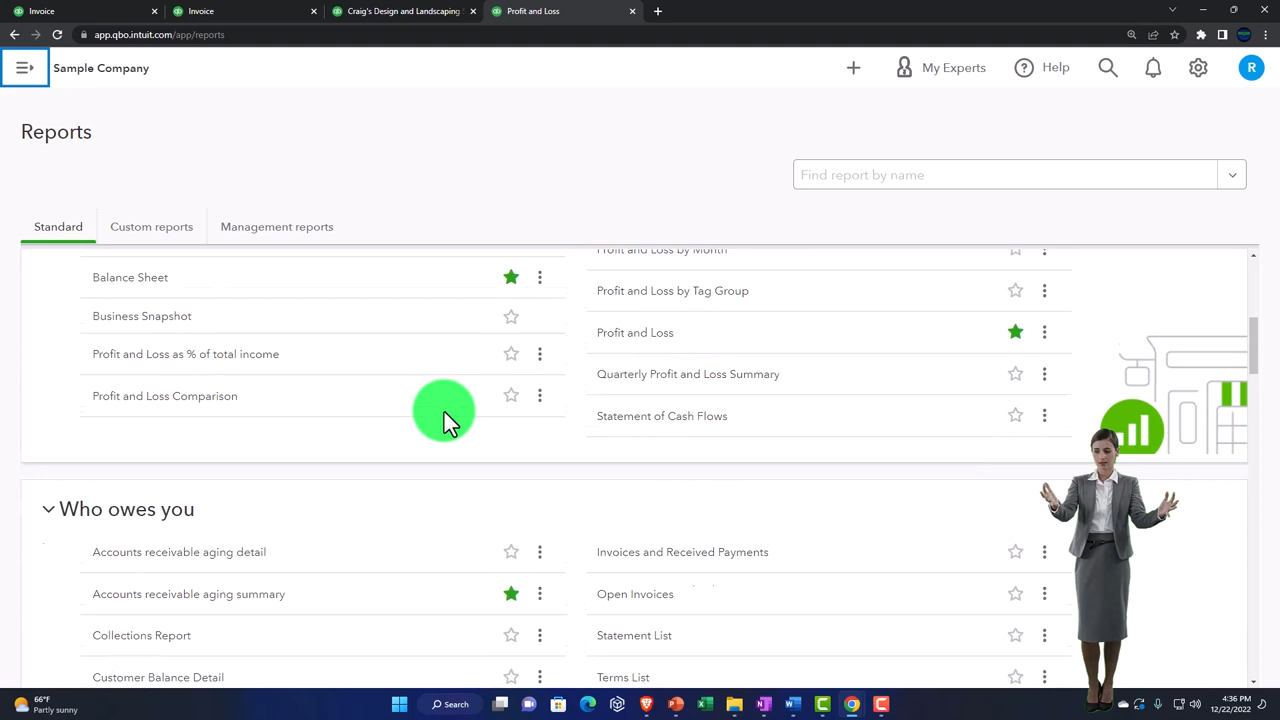 Invoice
Invoice
Craig's Design and Landscaping S
Profit and Loss
app.qbo.intuit.com/app/reports
Sample Company
My Experts
Help
R
Reports
Find report by name
Standard
Custom reports
Management reports
Profit and Loss by Month
Balance Sheet
Profit and Loss by Tag Group
Business Snapshot
Profit and Loss
Profit and Loss as % of total income
Quarterly Profit and Loss Summary
Profit and Loss Comparison
Statement of Cash Flows
Who owes you
Accounts receivable aging detail
Invoices and Received Payments
Accounts receivable aging summary
Open Invoices
Collections Report
Statement List
Customer Balance Detail
Terms List
66°F
Partly sunny
Search
4:36 PM
12/22/2022